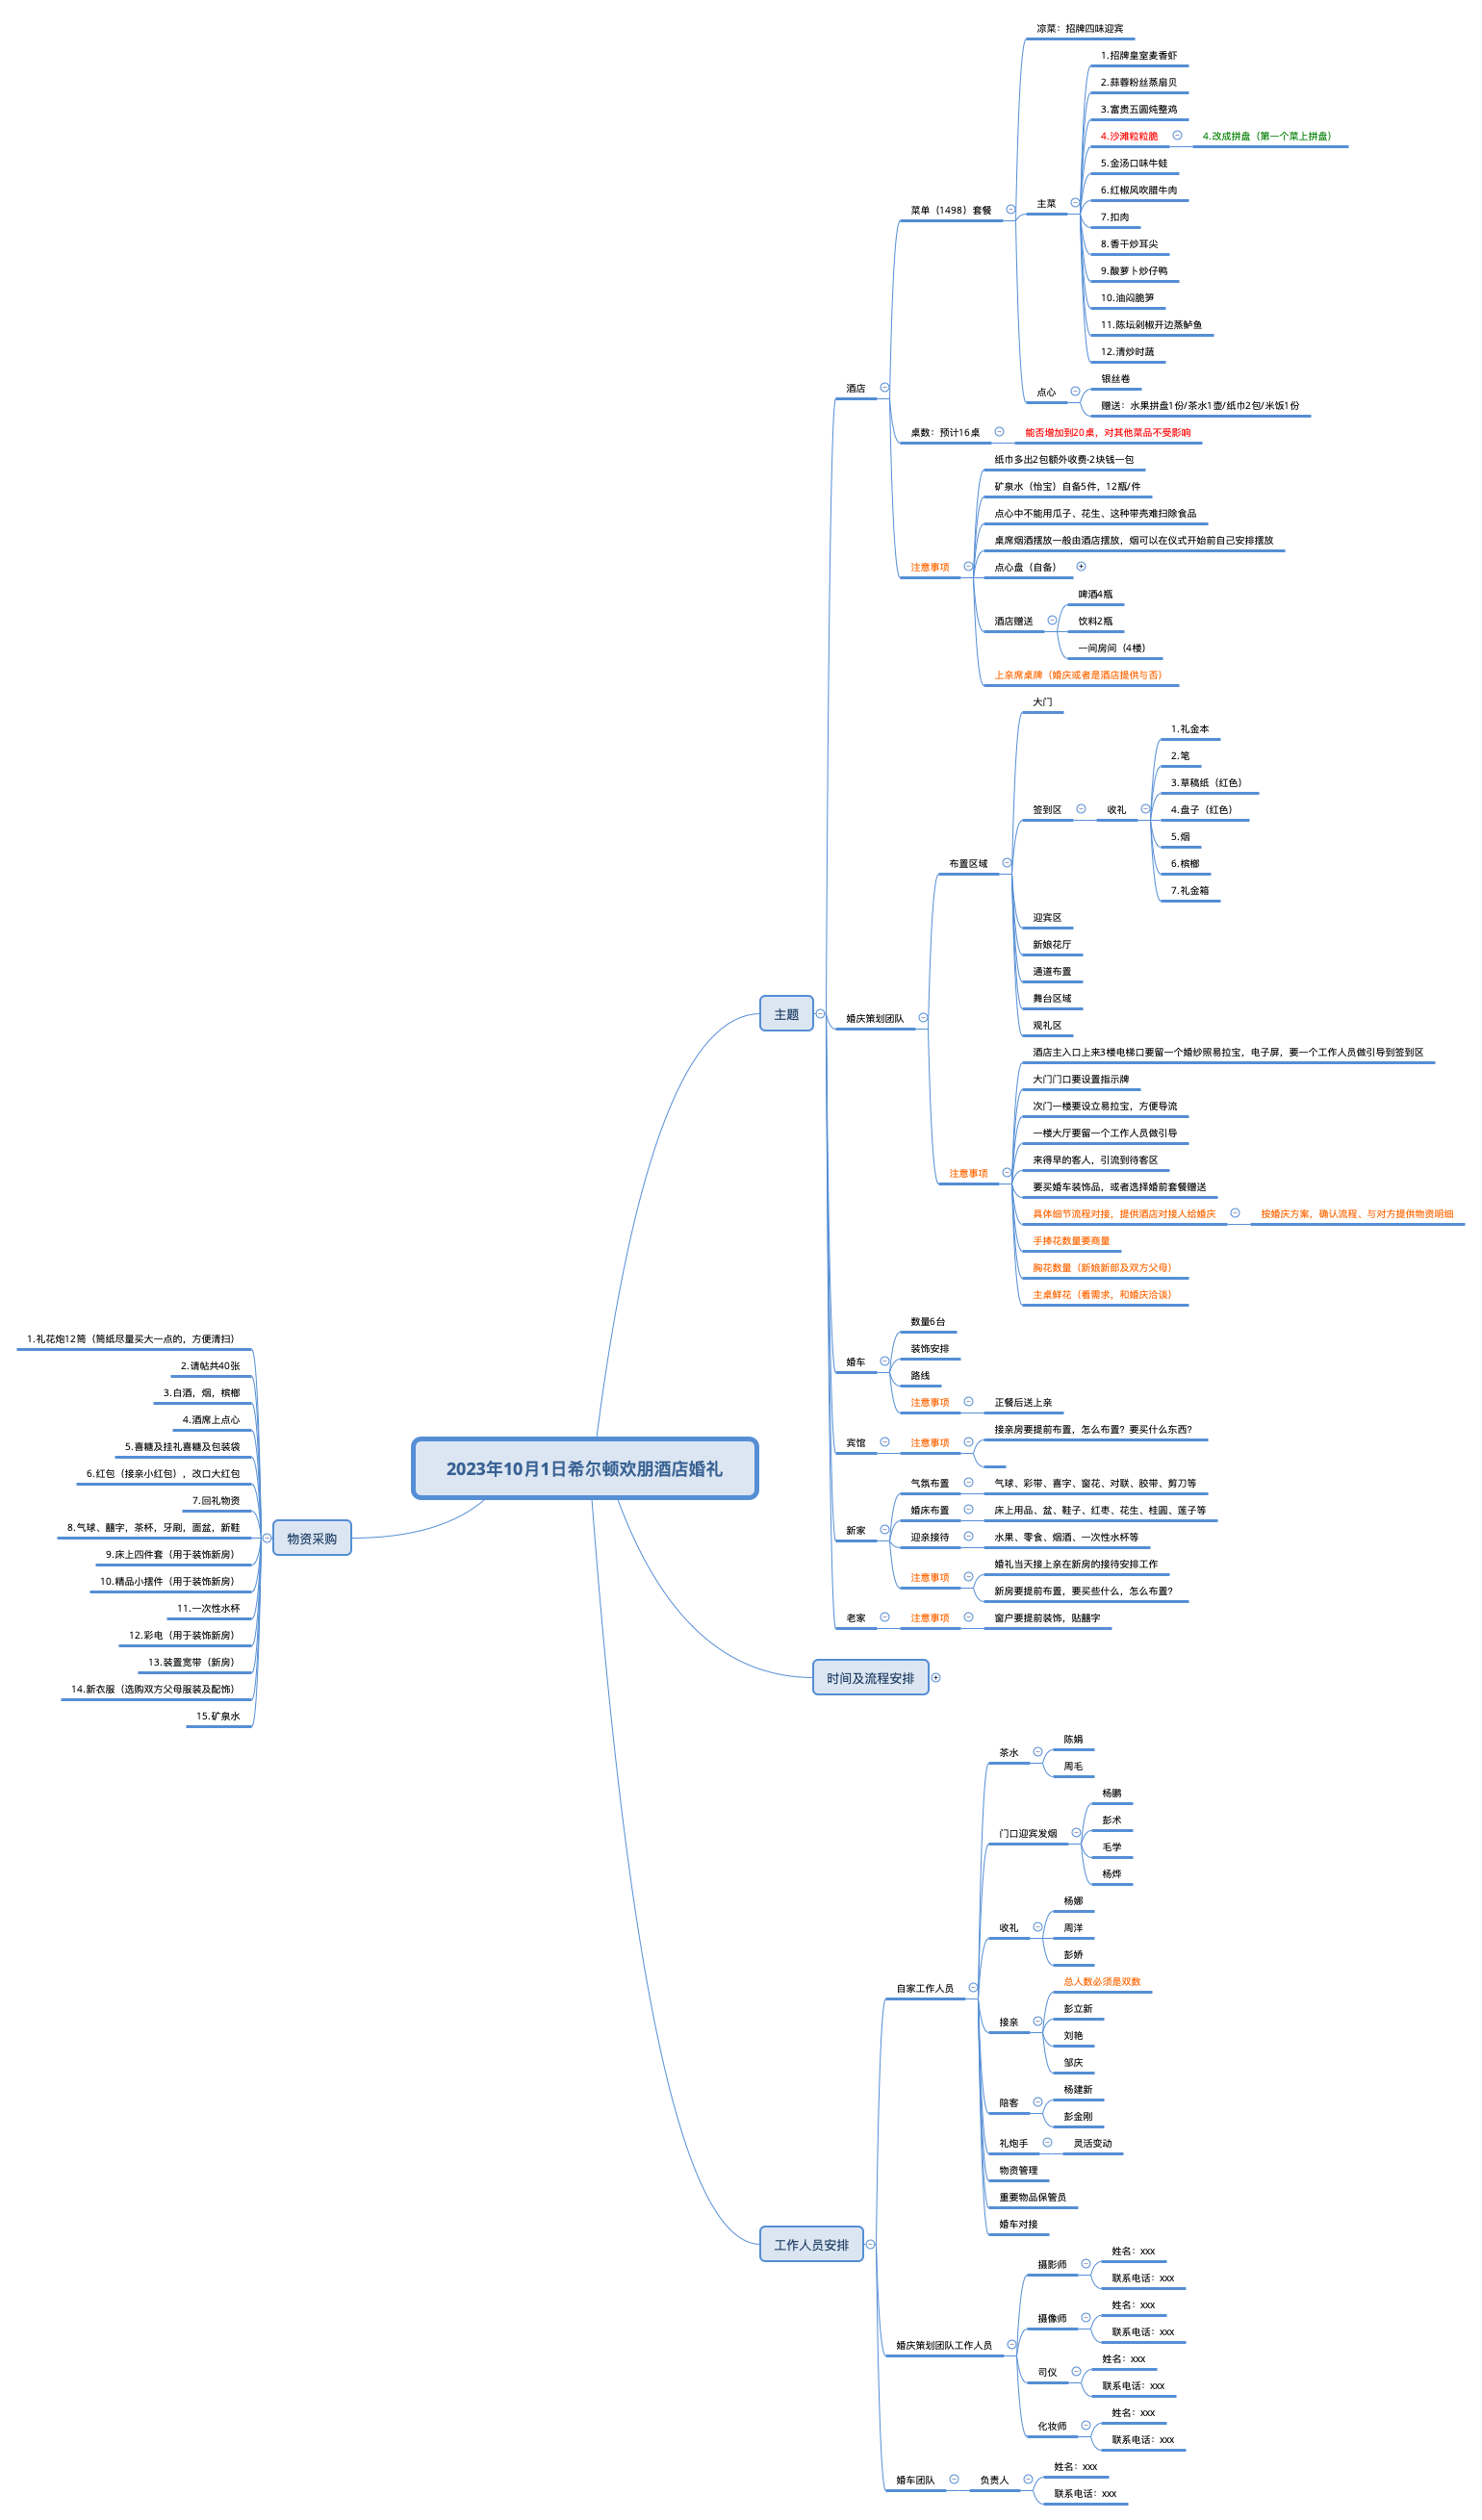 2023年10月1日希尔顿欢朋酒店婚礼
主题
酒店
菜单（1498）套餐
凉菜：招牌四味迎宾
主菜
1.招牌皇室麦香虾
2.蒜蓉粉丝蒸扇贝
3.富贵五圆炖整鸡
4.沙滩粒粒脆
4.改成拼盘（第一个菜上拼盘）
5.金汤口味牛蛙
6.红椒风吹腊牛肉
7.扣肉
8.香干炒耳尖
9.酸萝卜炒仔鸭
10.油闷脆笋
11.陈坛剁椒开边蒸鲈鱼
12.清炒时蔬
点心
银丝卷
赠送：水果拼盘1份/茶水1壶/纸巾2包/米饭1份
桌数：预计16桌
能否增加到20桌，对其他菜品不受影响
注意事项
纸巾多出2包额外收费-2块钱一包
矿泉水（怡宝）自备5件，12瓶/件
点心中不能用瓜子、花生、这种带壳难扫除食品
桌席烟酒摆放一般由酒店摆放，烟可以在仪式开始前自己安排摆放
点心盘（自备）
酒店赠送
啤酒4瓶
饮料2瓶
一间房间（4楼）
上亲席桌牌（婚庆或者是酒店提供与否）
婚庆策划团队
布置区域
大门
签到区
收礼
1.礼金本
2.笔
3.草稿纸（红色）
4.盘子（红色）
5.烟
6.槟榔
7.礼金箱
迎宾区
新娘花厅
通道布置
舞台区域
观礼区
注意事项
酒店主入口上来3楼电梯口要留一个婚纱照易拉宝，电子屏，要一个工作人员做引导到签到区
大门门口要设置指示牌
次门一楼要设立易拉宝，方便导流
一楼大厅要留一个工作人员做引导
来得早的客人，引流到待客区
要买婚车装饰品，或者选择婚前套餐赠送
具体细节流程对接，提供酒店对接人给婚庆
按婚庆方案，确认流程、与对方提供物资明细
手捧花数量要商量
胸花数量（新娘新郎及双方父母）
主桌鲜花（看需求，和婚庆洽谈）
婚车
数量6台
装饰安排
路线
注意事项
正餐后送上亲
宾馆
注意事项
接亲房要提前布置，怎么布置？要买什么东西？
新家
气氛布置
气球、彩带、喜字、窗花、对联、胶带、剪刀等
婚床布置
床上用品、盆、鞋子、红枣、花生、桂圆、莲子等
迎亲接待
水果、零食、烟酒、一次性水杯等
注意事项
婚礼当天接上亲在新房的接待安排工作
新房要提前布置，要买些什么，怎么布置？
老家
注意事项
窗户要提前装饰，贴囍字
时间及流程安排
工作人员安排
自家工作人员
茶水
陈娟
周毛
门口迎宾发烟
杨鹏
彭术
毛学
杨烨
收礼
杨娜
周洋
彭娇
接亲
总人数必须是双数
彭立新
刘艳
邹庆
陪客
杨建新
彭金刚
礼炮手
灵活变动
物资管理
重要物品保管员
婚车对接
婚庆策划团队工作人员
摄影师
姓名：xxx
联系电话：xxx
摄像师
姓名：xxx
联系电话：xxx
司仪
姓名：xxx
联系电话：xxx
化妆师
姓名：xxx
联系电话：xxx
婚车团队
负责人
姓名：xxx
联系电话：xxx
物资采购
1.礼花炮12筒（筒纸尽量买大一点的，方便清扫）
2.请帖共40张
3.白酒，烟，槟榔
4.酒席上点心
5.喜糖及挂礼喜糖及包装袋
6.红包（接亲小红包），改口大红包
7.回礼物资
8.气球、囍字，茶杯，牙刷，面盆，新鞋
9.床上四件套（用于装饰新房）
10.精品小摆件（用于装饰新房）
11.一次性水杯
12.彩电（用于装饰新房）
13.装置宽带（新房）
14.新衣服（选购双方父母服装及配饰）
15.矿泉水